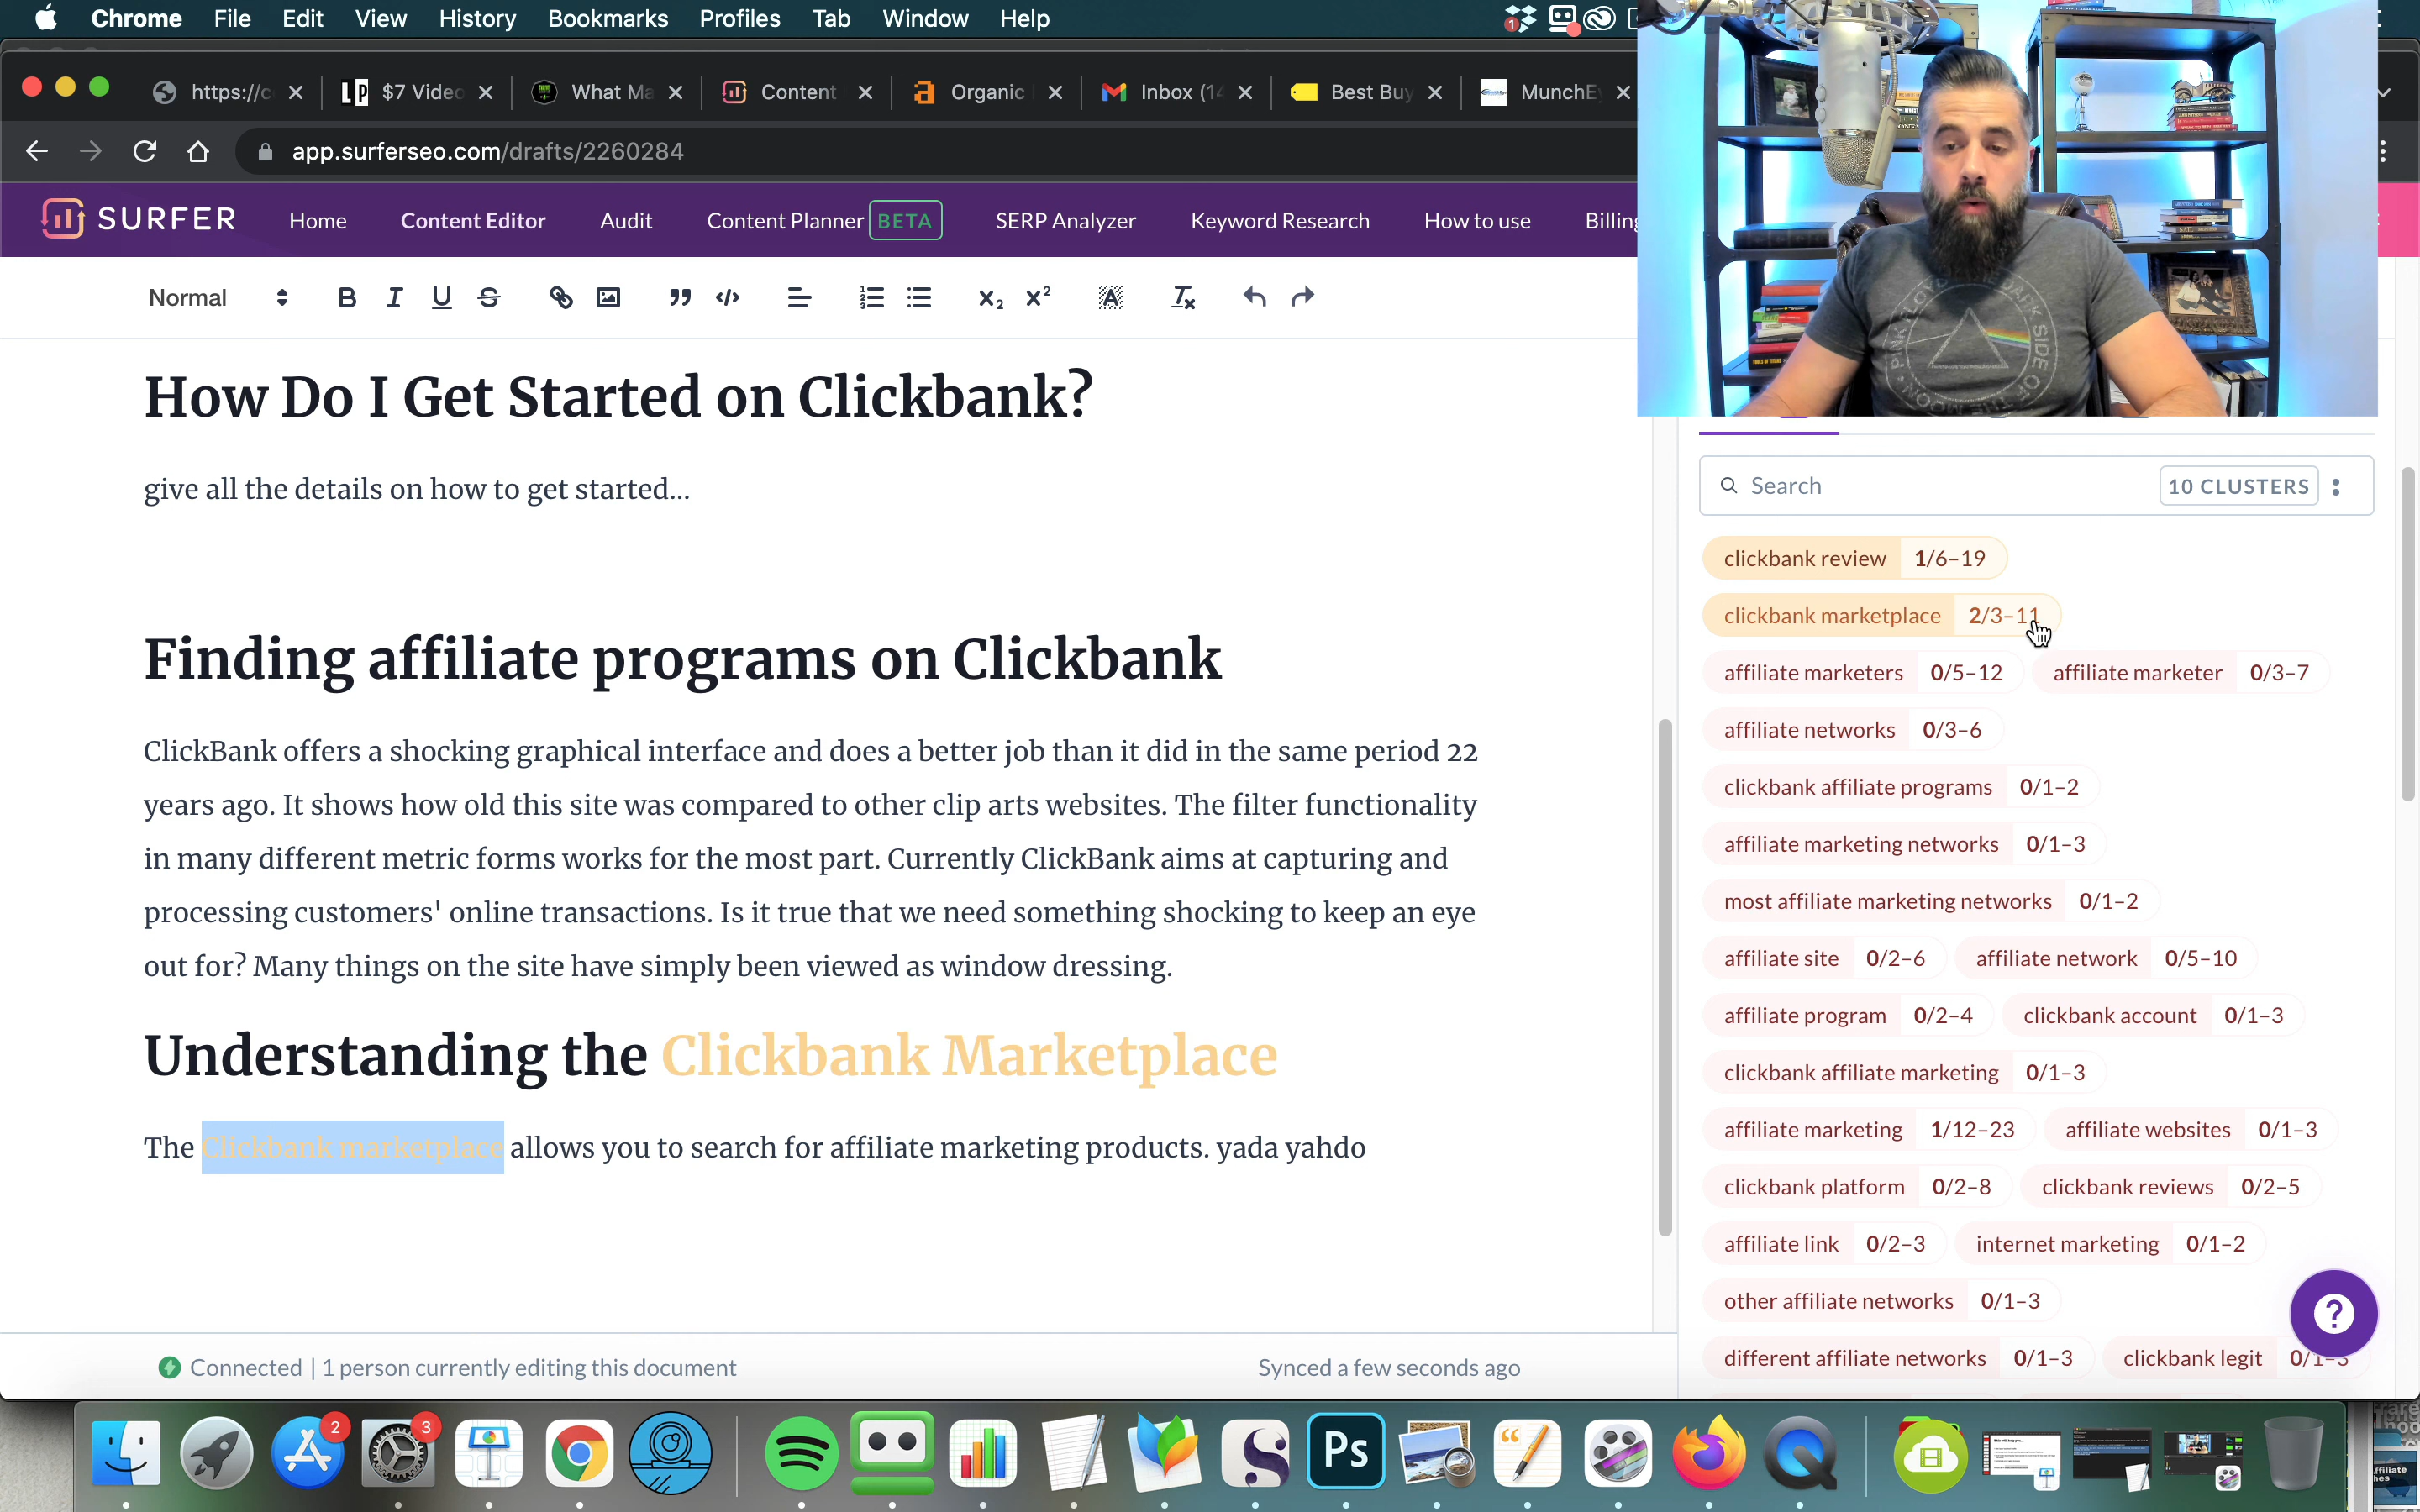 Chrome File Edit View History Bookmarks Profiles Tab Window Help
1
https://c LP $7 Video What Ma Content Organic Inbox (14 Best Buy MunchE
app.surferseo.com/drafts/2260284
SURFER Home Content Editor Audit Content Planner BETA SERP Analyzer Keyword Research How to use Billing
Normal
How Do I Get Started on Clickbank?
give all the details on how to get started...
Finding affiliate programs on Clickbank
ClickBank offers a shocking graphical interface and does a better job than it did in the same period 22
years ago. It shows how old this site was compared to other clip arts websites. The filter functionality
in many different metric forms works for the most part. Currently ClickBank aims at capturing and
processing customers' online transactions. Is it true that we need something shocking to keep an eye
out for? Many things on the site have simply been viewed as window dressing.
Understanding the Clickbank Marketplace
The Clickbank marketplace allows you to search for affiliate marketing products. yada yahdo
Connected | 1 person currently editing this document
Synced a few seconds ago
PINK FLOYD DARK SIDE OF MOON
Search 10 CLUSTERS
clickbank review 1/6–19
clickbank marketplace 2/3–11
affiliate marketers 0/5–12 affiliate marketer 0/3–7
affiliate networks 0/3–6
clickbank affiliate programs 0/1–2
affiliate marketing networks 0/1–3
most affiliate marketing networks 0/1–2
affiliate site 0/2–6 affiliate network 0/5–10
affiliate program 0/2–4 clickbank account 0/1–3
clickbank affiliate marketing 0/1–3
affiliate marketing 1/12–23 affiliate websites 0/1–3
clickbank platform 0/2–8 clickbank reviews 0/2–5
affiliate link 0/2–3 internet marketing 0/1–2
other affiliate networks 0/1–3
different affiliate networks 0/1–3 clickbank legit 0/1–3
2 3 Ps